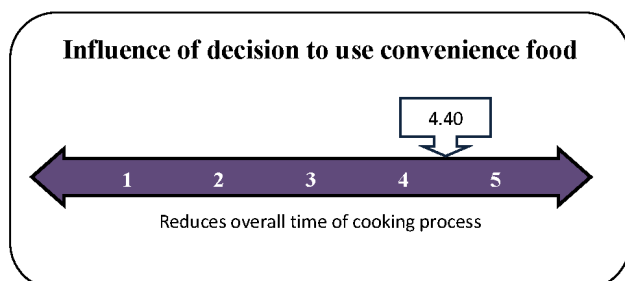 Influence of decision to use convenience food
4.40
1 2 3 4 5
Reduces overall time of cooking process